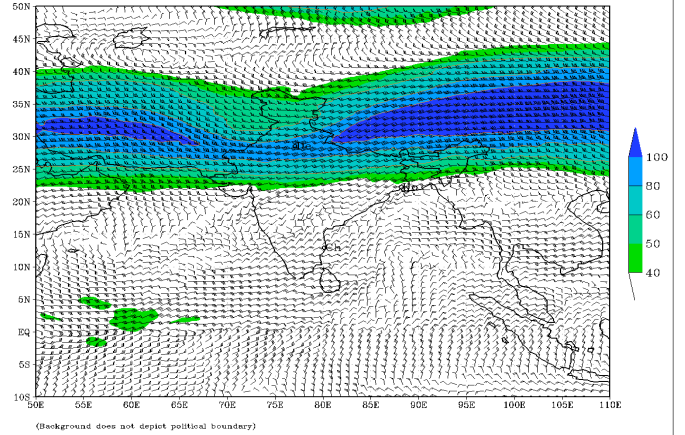 50N
45N
40N
35N
30N
25N
20N
15N
10N
5N
EQ
5S
10S
50E 55E 60E 65E 70E 75E 80E 85E 90E 95E 100E 105E 110E
100
80
60
50
40
(Background does not depict political boundary)